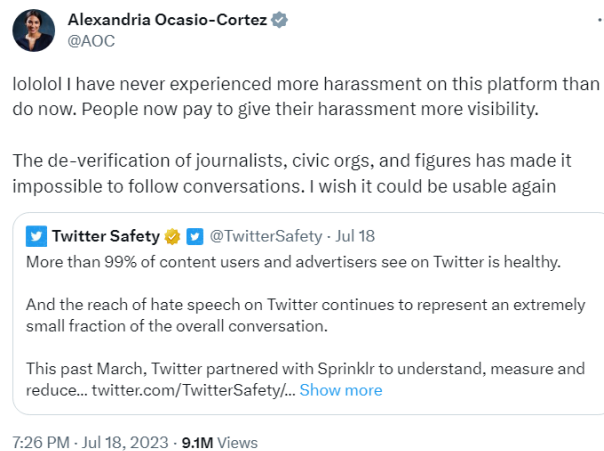 Alexandria Ocasio-Cortez
@AOC
lololol I have never experienced more harassment on this platform than
do now. People now pay to give their harassment more visibility.
The de-verification of journalists, civic orgs, and figures has made it
impossible to follow conversations. I wish it could be usable again
Twitter Safety @TwitterSafety · Jul 18
More than 99% of content users and advertisers see on Twitter is healthy.
And the reach of hate speech on Twitter continues to represent an extremely
small fraction of the overall conversation.
This past March, Twitter partnered with Sprinklr to understand, measure and
reduce... twitter.com/TwitterSafety/... Show more
7:26 PM · Jul 18, 2023 · 9.1M Views